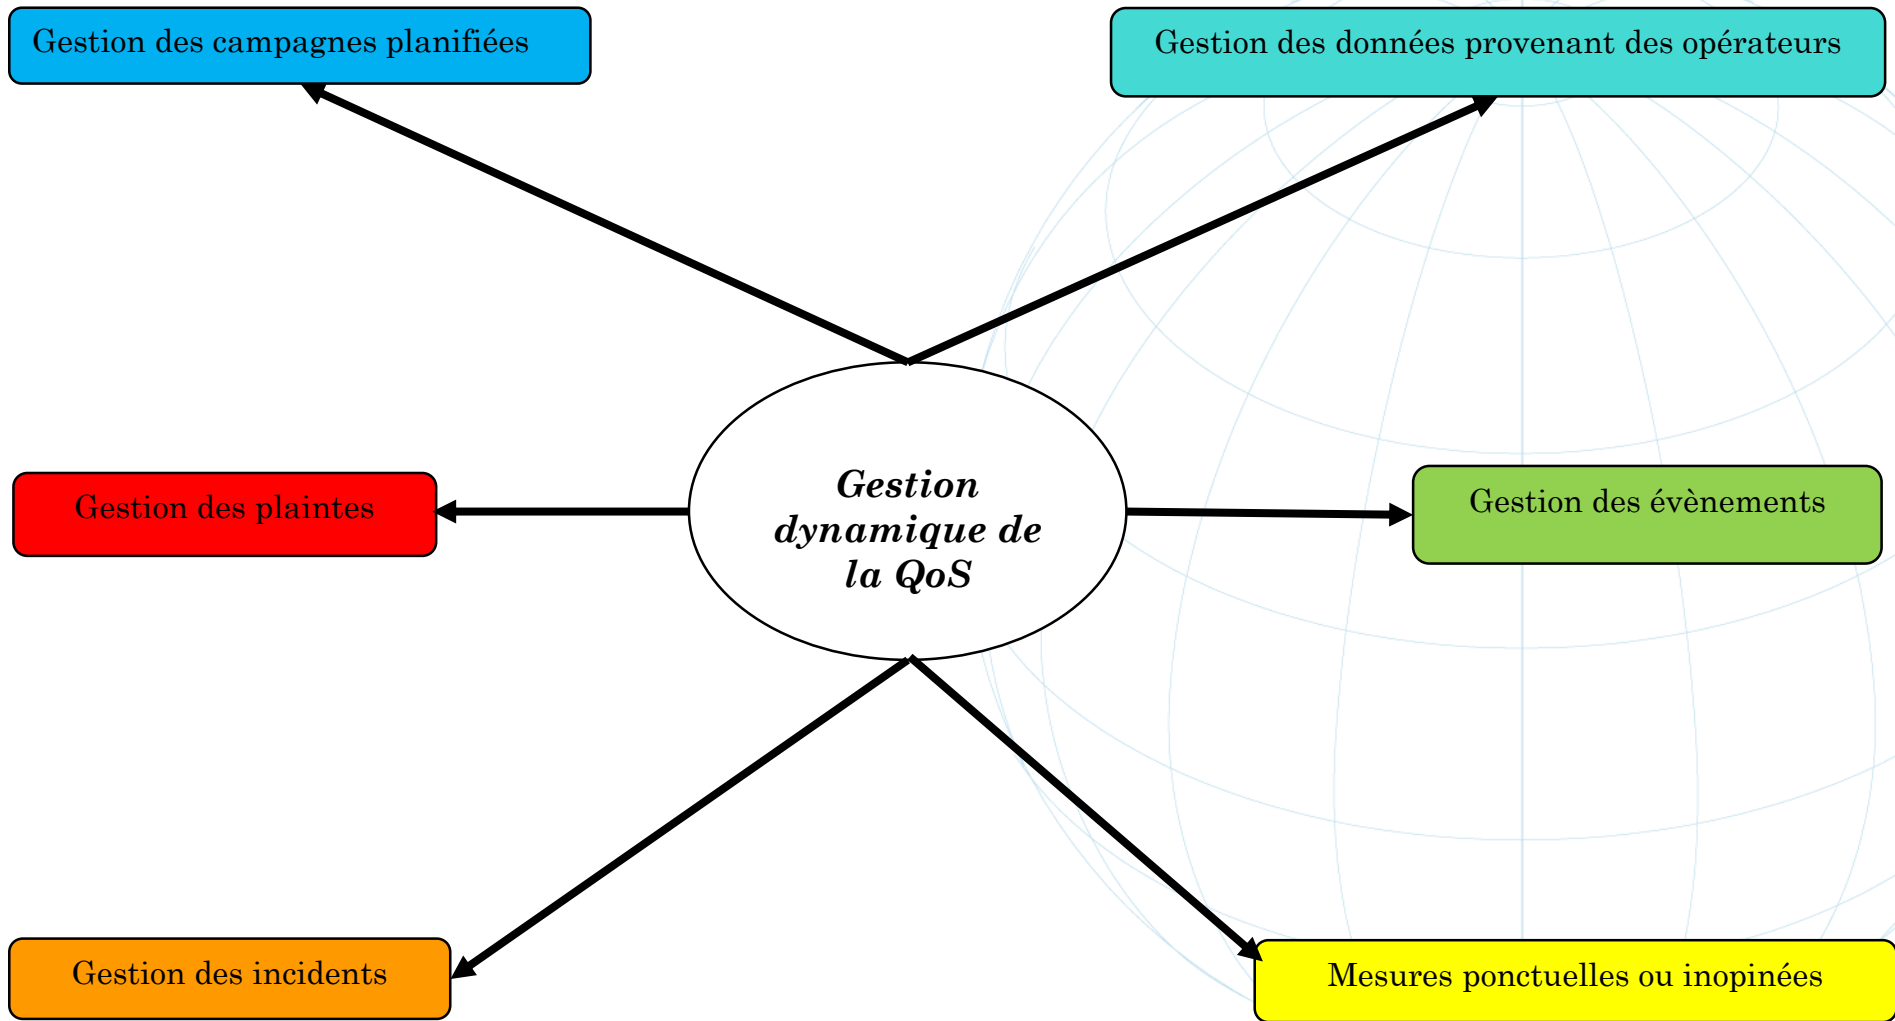 Gestion des campagnes planifiées
Gestion des données provenant des opérateurs
Gestion
dynamique de
la QoS
Gestion des plaintes
Gestion des évènements
Gestion des incidents
Mesures ponctuelles ou inopinées